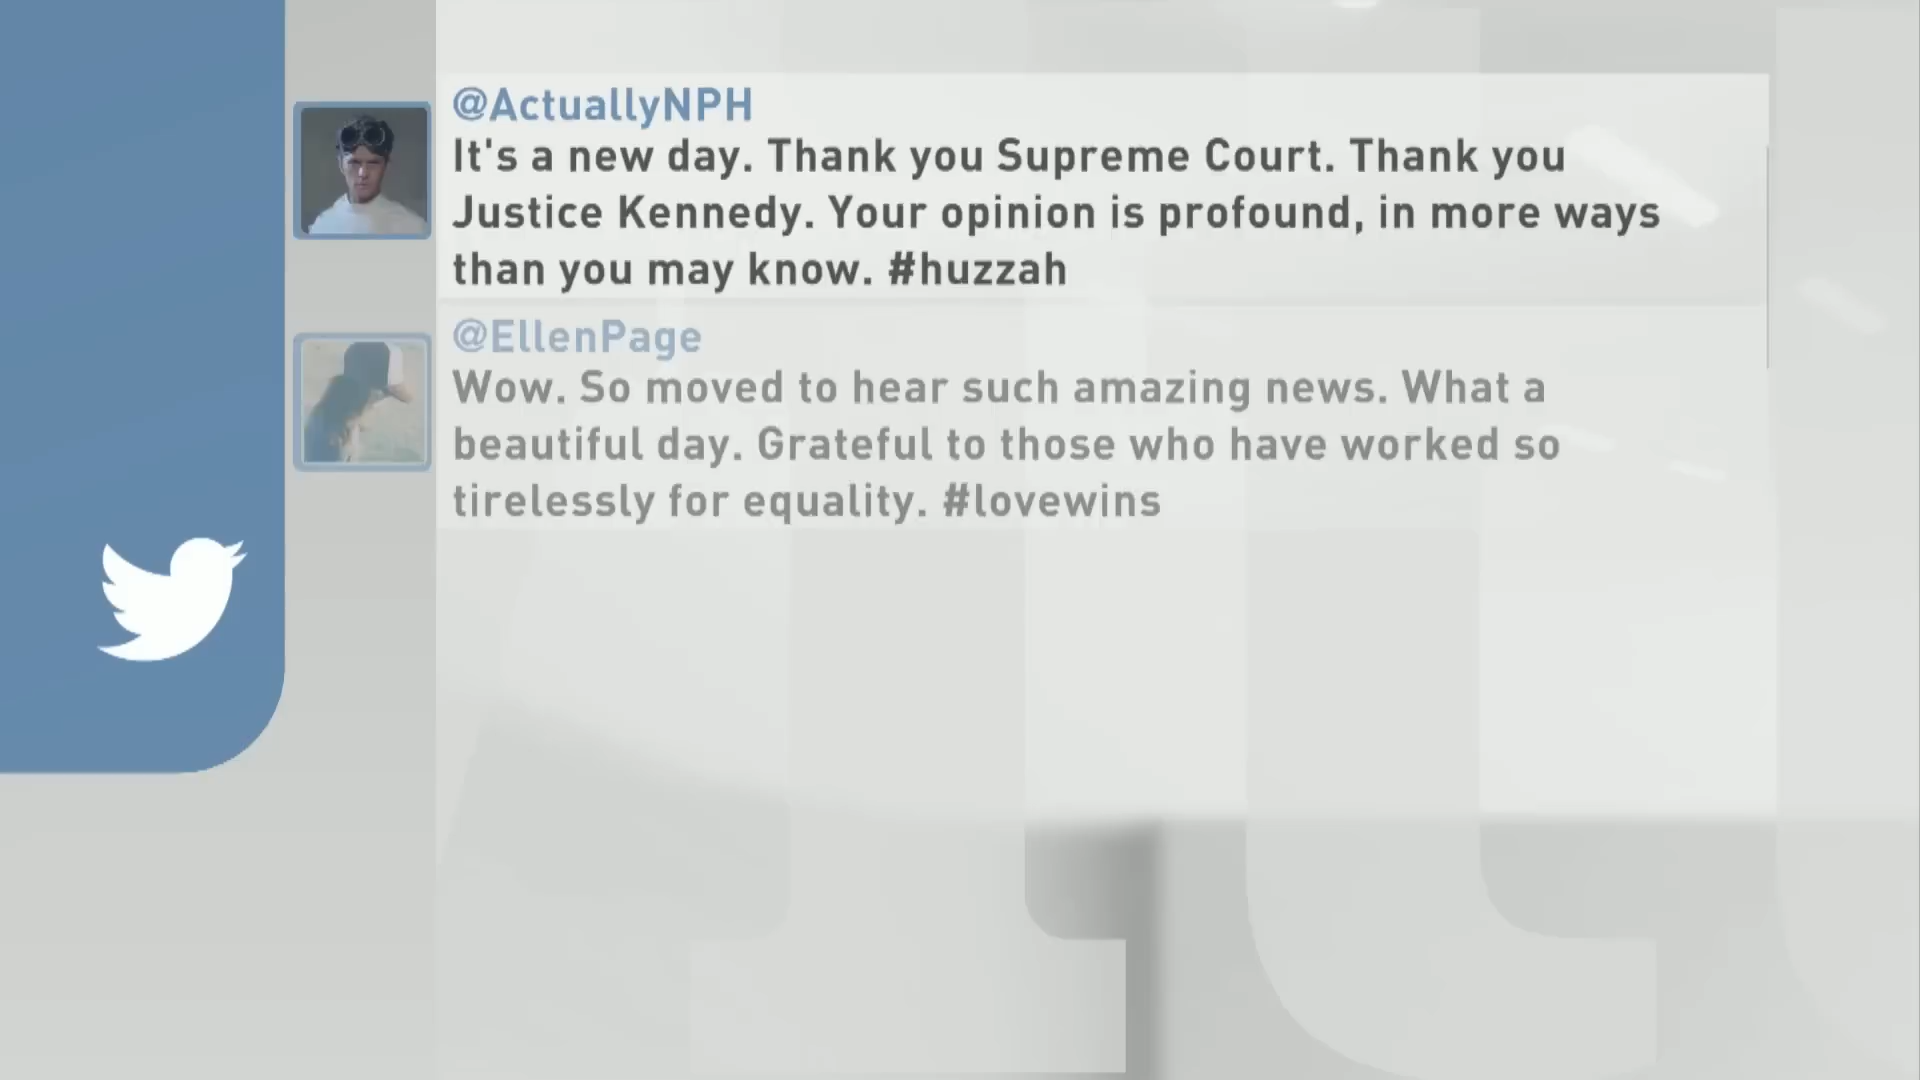 @ActuallyNPH
It's a new day. Thank you Supreme Court. Thank you
Justice Kennedy. Your opinion is profound, in more ways
than you may know. #huzzah
@EllenPage
Wow. So moved to hear such amazing news. What a
beautiful day. Grateful to those who have worked so
tirelessly for equality. #lovewins